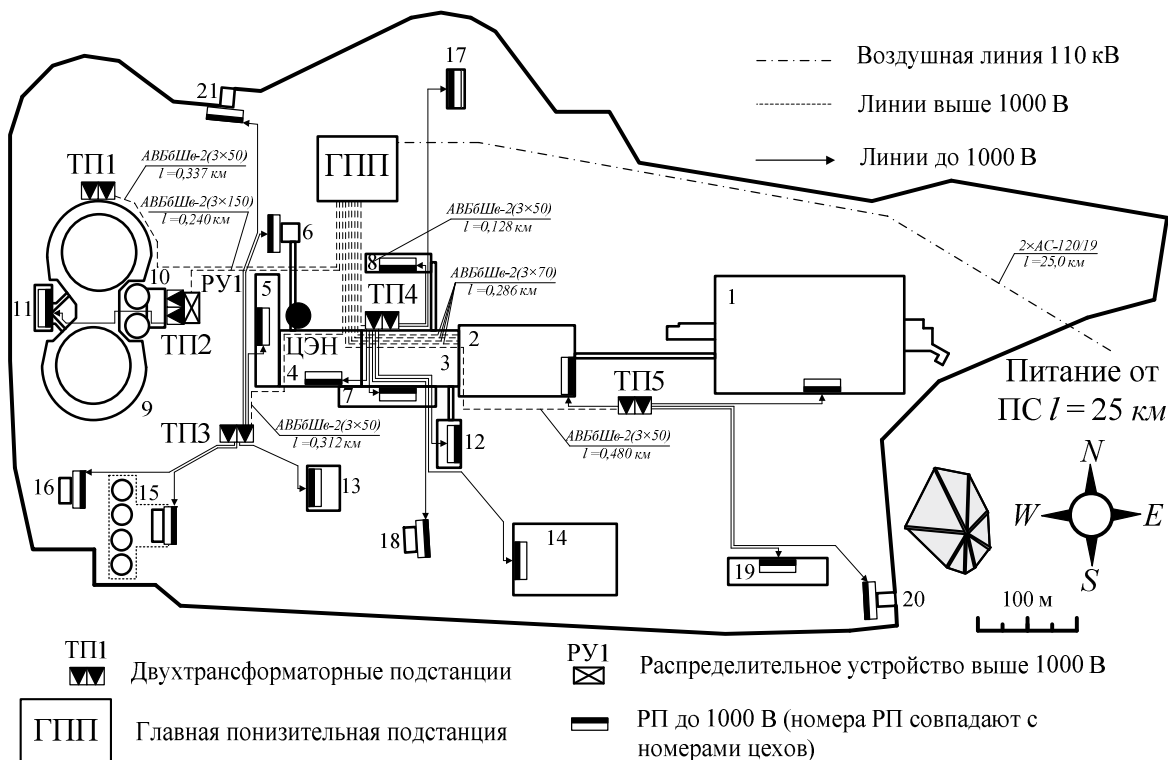 17
Воздушная линия 110 кВ
21
Линии выше 1000 В
ТП1
АВБбШв-2(3×50)
l=0,337 км
ГПП
Линии до 1000 В
АВБбШв-2(3×150)
l=0,240 км
6
АВБбШв-2(3×50)
l=0,128 км
2×АС-120/19
l=25,0 км
8
АВБбШв-2(3×70)
l=0,286 км
10
РУ1
5
ТП4
1
11
ТП2
ЦЭН
2
3
4
7
ТП5
Питание от
ПС l = 25 км
9
ТП3
АВБбШв-2(3×50)
l=0,312 км
АВБбШв-2(3×50)
l=0,480 км
12
N
16
15
13
W
E
18
14
S
19
20
100 м
ТП1
Двухтрансформаторные подстанции
РУ1
Распределительное устройство выше 1000 В
ГПП
Главная понизительная подстанция
РП до 1000 В (номера РП совпадают с
номерами цехов)